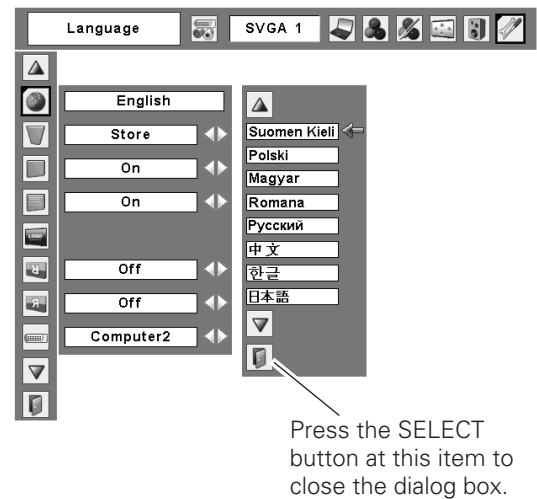 Language
SVGA 1
English
Store
On
On
LOGO
Off
Off
Computer2
Suomen Kieli
Polski
Magyar
Romana
Русский
中文
한글
日本語
Press the SELECT
button at this item to
close the dialog box.